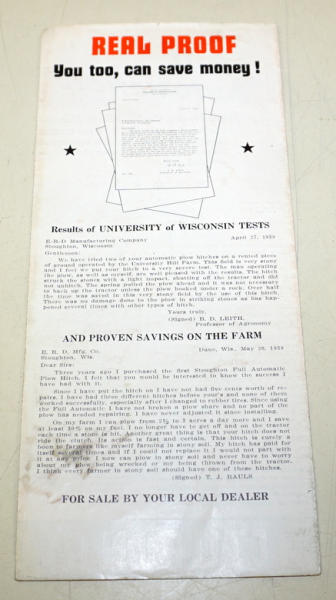 REAL PROOF
You too, can save money!
Results of UNIVERSITY of WISCONSIN TESTS
E-R-D Manufacturing Company April 27, 1939
Stoughton, Wisconsin
Gentlemen:
We have tried two of your automatic plow hitches on a rented piece
of ground operated by the University Hill Farm. This field is very stony
and I feel we put your hitch to a very severe test. The man operating
the plow, as well as myself, are well pleased with the results. The hitch
struck the stones with a light impact, shutting off the tractor and did
not unhitch. The spring pulled the plow ahead and it was not necessary
to back up the tractor unless the plow hooked under a rock. Over half
the time was saved in this very stony field by the use of this hitch.
There was no damage done to the plow in striking stones as has hap-
pened several times with other types of hitch.
Yours truly,
(Signed) B. D. LEITH,
Professor of Agronomy
AND PROVEN SAVINGS ON THE FARM
E. R. D. Mfg. Co. Dane, Wis., May 20, 1939
Stoughton, Wis.
Dear Sirs:
Three years ago I purchased the first Stoughton Full Automatic
Plow Hitch. I felt that you would be interested to know the success I
have had with it.
Since I have got the hitch on I have not had five cents worth of re-
pairs. I have had three different hitches before your's and none of them
worked successful, especially after I changed to rubber tires. Since using
the Full Automatic I have not broken a plow share and no part of the
plow has needed repairing. I have never adjusted it since installing.
On my farm I can plow from to 2 acres a day more and I save
at least on my fuel. I no longer have to get off and on the tractor
each time a stone is hit. Another great thing is that your hitch does not
ride the clutch. Its action is fast and certain. This hitch is surely a
boon to farmers like myself farming in stony soil. My hitch has paid for
itself several times and if I could not replace it I would not part with
it at any price. I now can plow in stony soil and never have to worry
about my plow being wrecked or my being thrown from the tractor.
I think every farmer in stony soil should have one of these hitches.
(Signed) T. J. RAULS
FOR SALE BY YOUR LOCAL DEALER